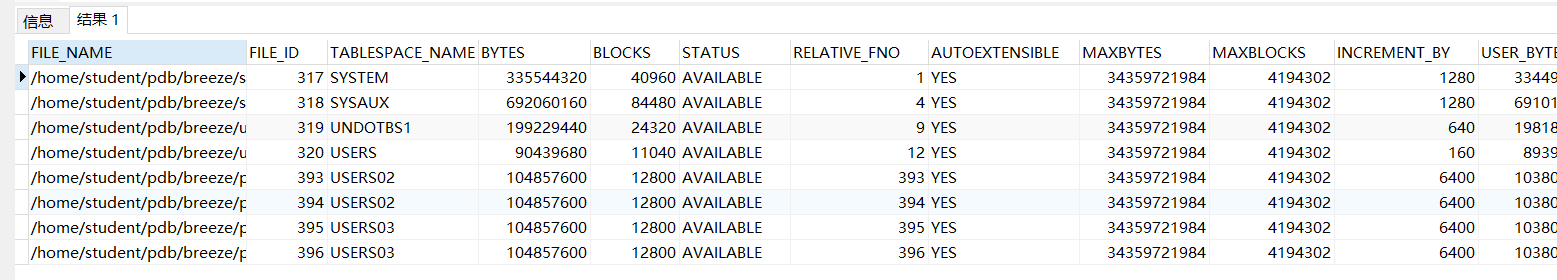 信息 结果 1
FILE_NAME FILE_ID TABLESPACE_NAME BYTES BLOCKS STATUS RELATIVE_FNO AUTOEXTENSIBLE MAXBYTES MAXBLOCKS INCREMENT_BY USER_BYTE
/home/student/pdb/breeze/s 317 SYSTEM 335544320 40960 AVAILABLE 1 YES 34359721984 4194302 1280 33449
/home/student/pdb/breeze/s 318 SYSAUX 692060160 84480 AVAILABLE 4 YES 34359721984 4194302 1280 69101
/home/student/pdb/breeze/u 319 UNDOTBS1 199229440 24320 AVAILABLE 9 YES 34359721984 4194302 640 19818
/home/student/pdb/breeze/u 320 USERS 90439680 11040 AVAILABLE 12 YES 34359721984 4194302 160 8939
/home/student/pdb/breeze/p 393 USERS02 104857600 12800 AVAILABLE 393 YES 34359721984 4194302 6400 10380
/home/student/pdb/breeze/p 394 USERS02 104857600 12800 AVAILABLE 394 YES 34359721984 4194302 6400 10380
/home/student/pdb/breeze/p 395 USERS03 104857600 12800 AVAILABLE 395 YES 34359721984 4194302 6400 10380
/home/student/pdb/breeze/p 396 USERS03 104857600 12800 AVAILABLE 396 YES 34359721984 4194302 6400 10380